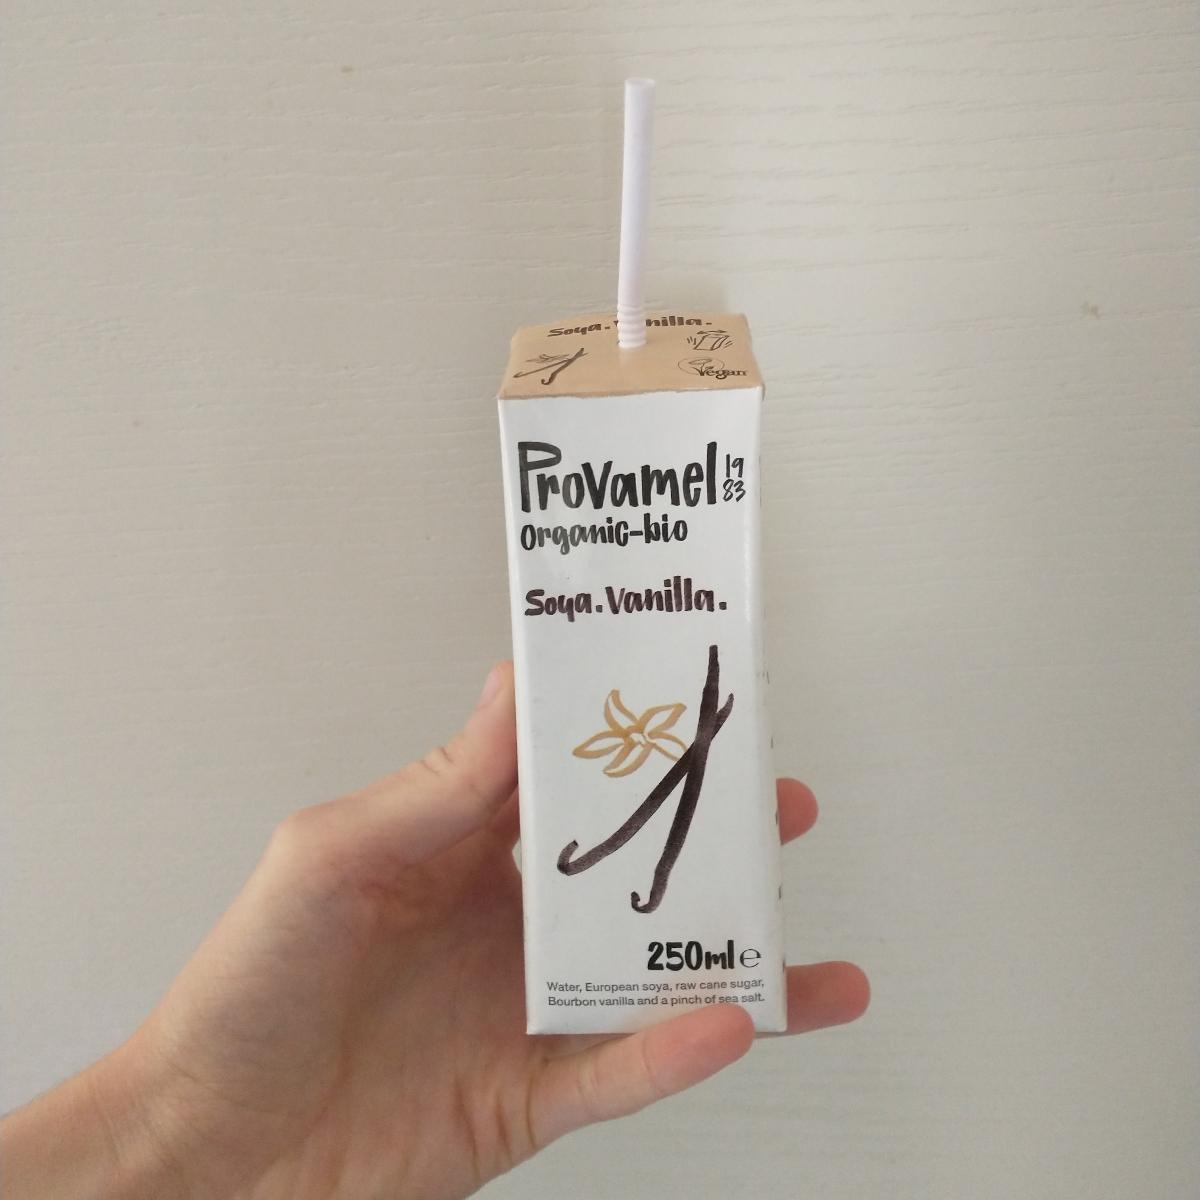 Soya. Vanilla.
Vegan
Provamel 19
83
organic-bio
Soya. Vanilla.
250ml e
Water, European soya, raw cane sugar,
Bourbon vanilla and a pinch of sea salt.